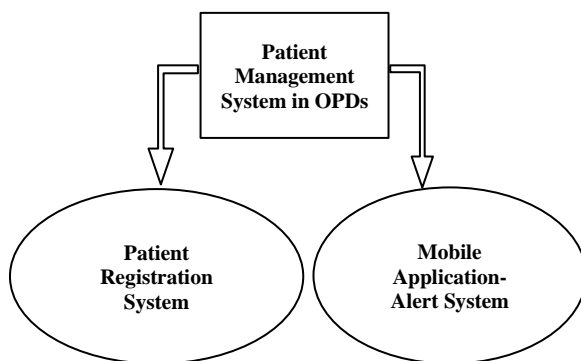 Patient
Management
System in OPDs
Patient
Registration
System
Mobile
Application-
Alert System